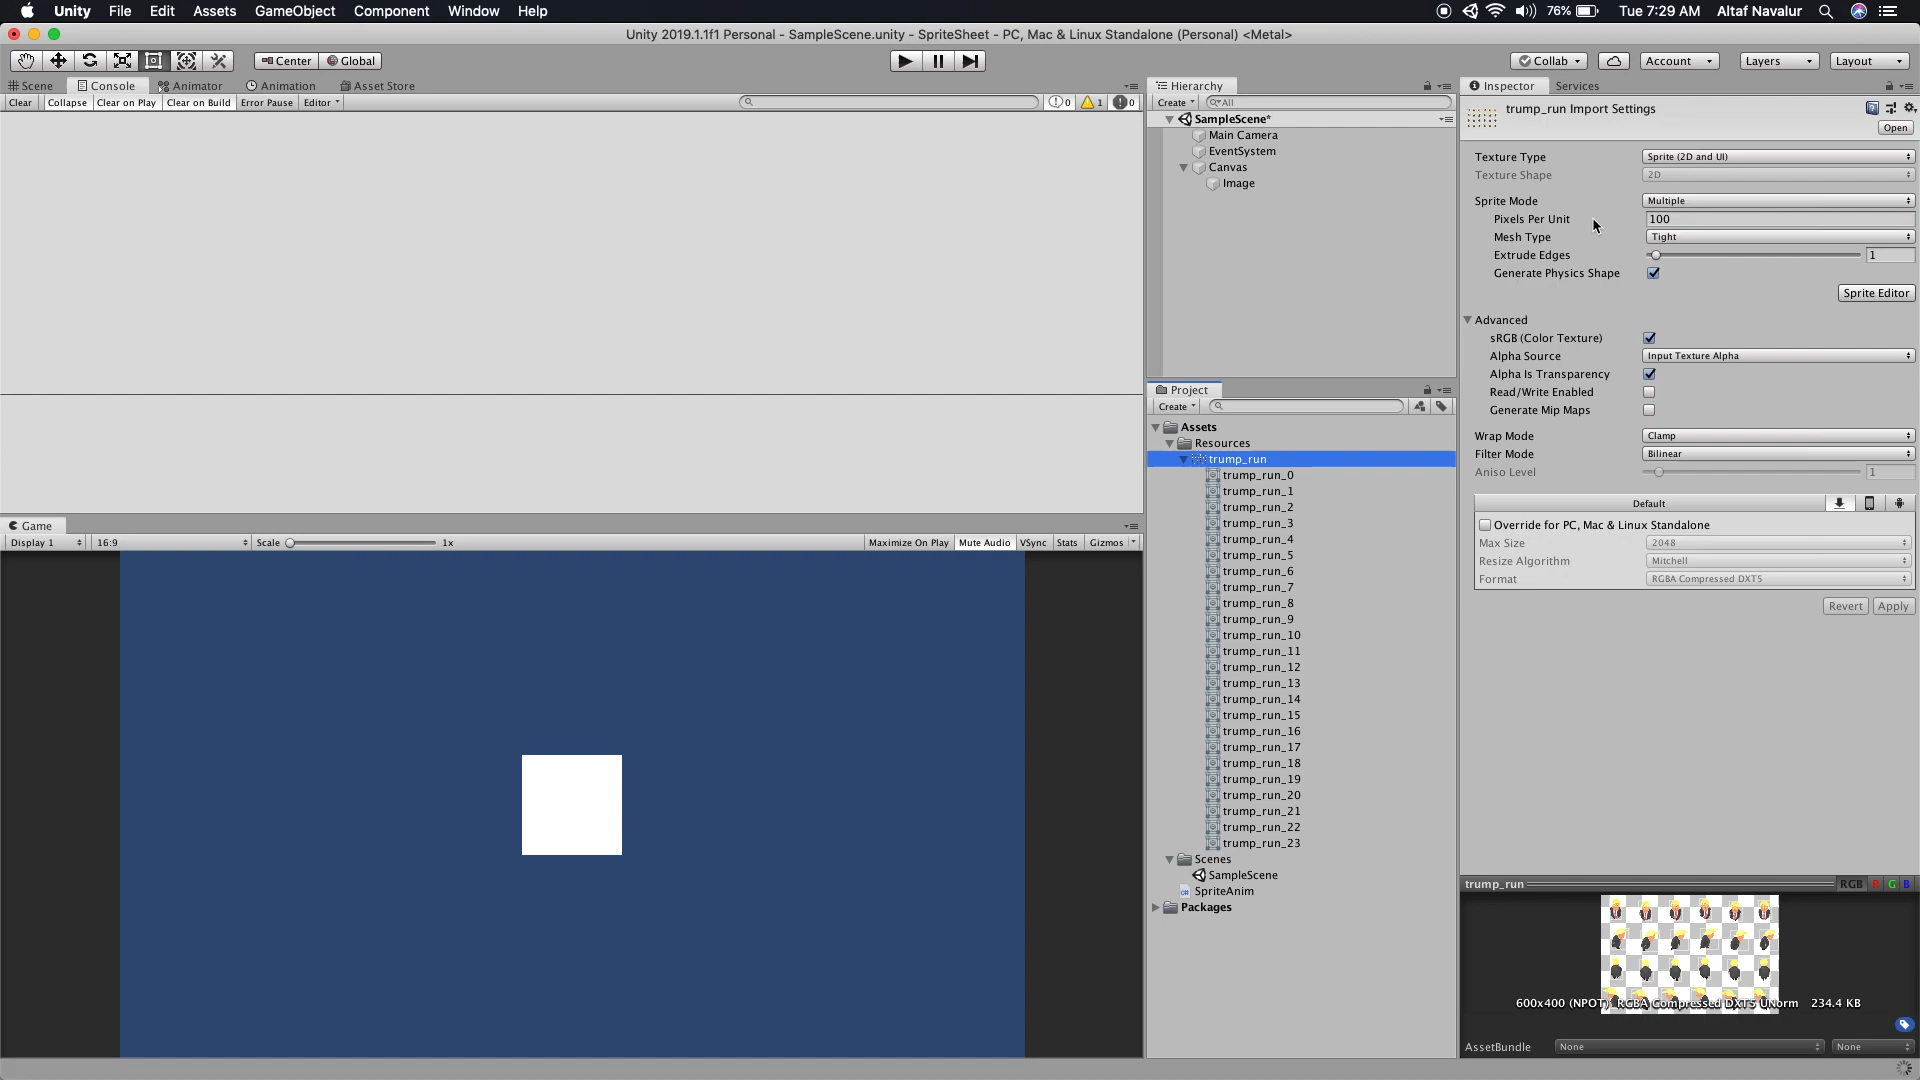 Unity File Edit Assets GameObject Component Window Help 76% Tue 7:29 AM Altaf Navalur
Unity 2019.1.1f1 Personal - SampleScene.unity - SpriteSheet - PC, Mac & Linux Standalone (Personal) <Metal>
Center Global Collab Account Layers Layout
Scene Console Animator Animation Asset Store
Clear Collapse Clear on Play Clear on Build Error Pause Editor 0 1 0
Game
Display 1 16:9 Scale 1x Maximize On Play Mute Audio VSync Stats Gizmos
Hierarchy
Create All
SampleScene*
Main Camera
EventSystem
Canvas
Image
Project
Create
Assets
Resources
trump_run
trump_run_0
trump_run_1
trump_run_2
trump_run_3
trump_run_4
trump_run_5
trump_run_6
trump_run_7
trump_run_8
trump_run_9
trump_run_10
trump_run_11
trump_run_12
trump_run_13
trump_run_14
trump_run_15
trump_run_16
trump_run_17
trump_run_18
trump_run_19
trump_run_20
trump_run_21
trump_run_22
trump_run_23
Scenes
SampleScene
SpriteAnim
Packages
Inspector Services
trump_run Import Settings
Open
Texture Type Sprite (2D and UI)
Texture Shape 2D
Sprite Mode Multiple
Pixels Per Unit 100
Mesh Type Tight
Extrude Edges 1
Generate Physics Shape
Sprite Editor
Advanced
sRGB (Color Texture)
Alpha Source Input Texture Alpha
Alpha Is Transparency
Read/Write Enabled
Generate Mip Maps
Wrap Mode Clamp
Filter Mode Bilinear
Aniso Level 1
Default
Override for PC, Mac & Linux Standalone
Max Size 2048
Resize Algorithm Mitchell
Format RGBA Compressed DXT5
Revert Apply
trump_run RGB R G B
600x400 (NPOT) RGBA Compressed DXT5 UNorm 234.4 KB
AssetBundle None None